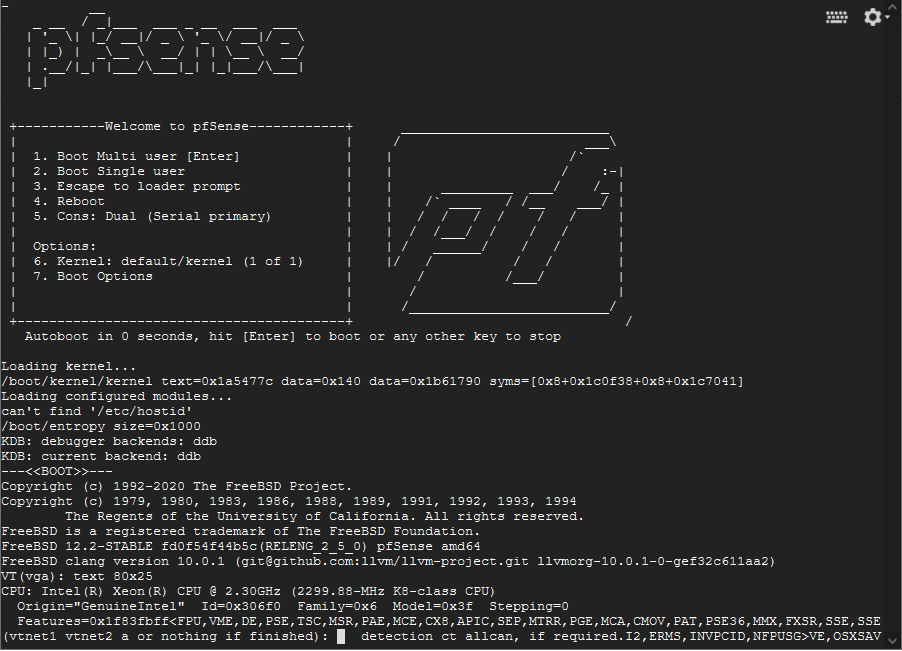 pfsense
+-----------Welcome to pfSense------------+
1. Boot Multi user [Enter]
2. Boot Single user
3. Escape to loader prompt
4. Reboot
5. Cons: Dual (Serial primary)
Options:
6. Kernel: default/kernel (1 of 1)
7. Boot Options
pf
Autoboot in 0 seconds, hit [Enter] to boot or any other key to stop
Loading kernel...
/boot/kernel/kernel text=0x1a5477c data=0x140 data=0x1b61790 syms=[0x8+0x1c0f38+0x8+0x1c7041]
Loading configured modules...
can't find '/etc/hostid'
/boot/entropy size=0x1000
KDB: debugger backends: ddb
KDB: current backend: ddb
---<<BOOT>>---
Copyright (c) 1992-2020 The FreeBSD Project.
Copyright (c) 1979, 1980, 1983, 1986, 1988, 1989, 1991, 1992, 1993, 1994
The Regents of the University of California. All rights reserved.
FreeBSD is a registered trademark of The FreeBSD Foundation.
FreeBSD 12.2-STABLE fd0f54f44b5c(RELENG_2_5_0) pfSense amd64
FreeBSD clang version 10.0.1 (git@github.com:llvm/llvm-project.git llvmorg-10.0.1-0-gef32c611aa2)
VT(vga): text 80x25
CPU: Intel(R) Xeon(R) CPU @ 2.30GHz (2299.88-MHz K8-class CPU)
Origin="GenuineIntel"  Id=0x306f0  Family=0x6  Model=0x3f  Stepping=0
Features=0x1f83fbff<FPU,VME,DE,PSE,TSC,MSR,PAE,MCE,CX8,APIC,SEP,MTRR,PGE,MCA,CMOV,PAT,PSE36,MMX,FXSR,SSE,SSE
(vtnet1 vtnet2 a or nothing if finished):   detection ct allcan, if required.I2,ERMS,INVPCID,NFPUSG>VE,OSXSAV